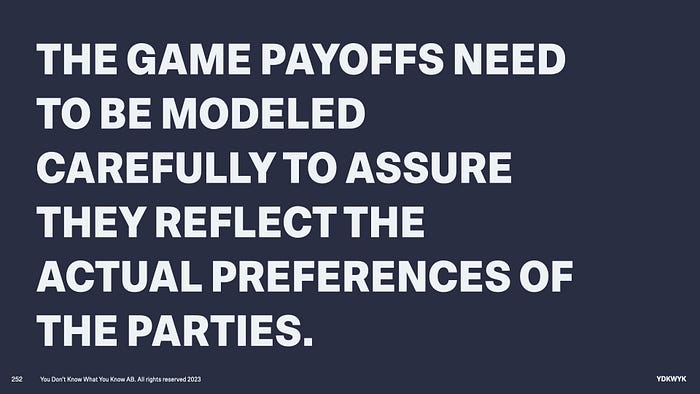 THE GAME PAYOFFS NEED
TO BE MODELED
CAREFULLY TO ASSURE
THEY REFLECT THE
ACTUAL PREFERENCES OF
THE PARTIES.
252 You Don't Know What You Know AB. All rights reserved 2023 YDKWYK